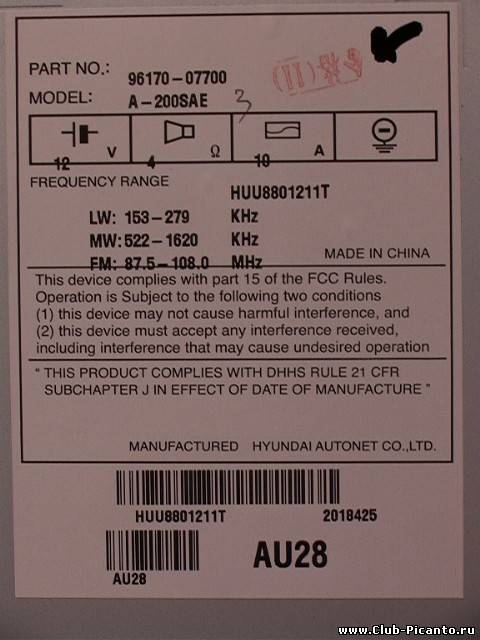 PART NO.: 96170-07700
MODEL: A-200SAE
3
12 V
4 Ω
10 A
FREQUENCY RANGE
HUU8801211T
LW: 153-279 KHz
MW: 522-1620 KHz
FM: 87.5-108.0 MHz
MADE IN CHINA
This device complies with part 15 of the FCC Rules.
Operation is Subject to the following two conditions
(1) this device may not cause harmful interference, and
(2) this device must accept any interference received,
including interference that may cause undesired operation
" THIS PRODUCT COMPLIES WITH DHHS RULE 21 CFR
SUBCHAPTER J IN EFFECT OF DATE OF MANUFACTURE "
MANUFACTURED HYUNDAI AUTONET CO.,LTD.
HUU8801211T 2018425
AU28
AU28
www.Club-Picanto.ru